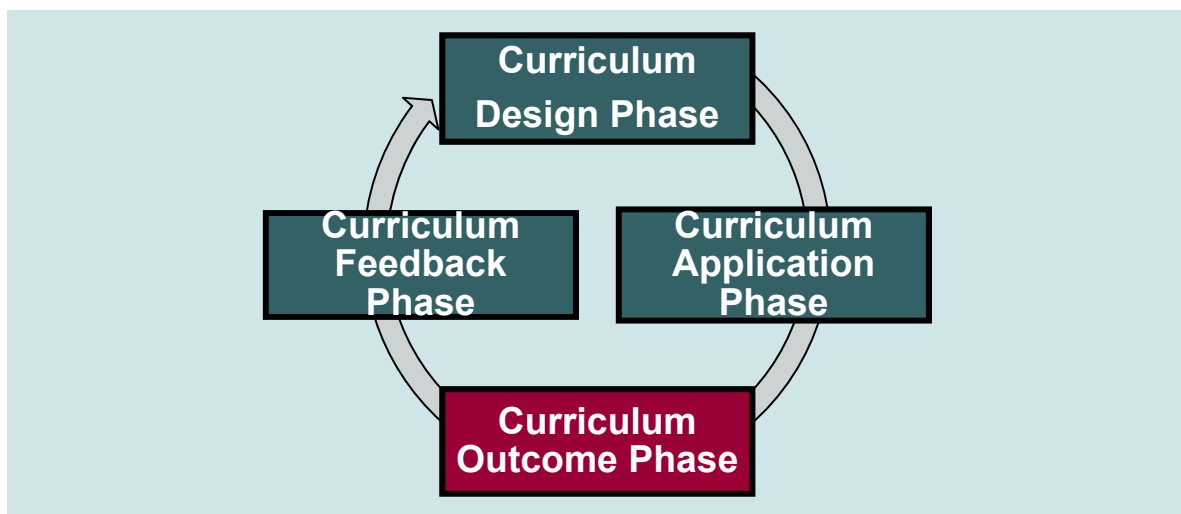 Curriculum
Design Phase
Curriculum
Feedback
Phase
Curriculum
Application
Phase
Curriculum
Outcome Phase